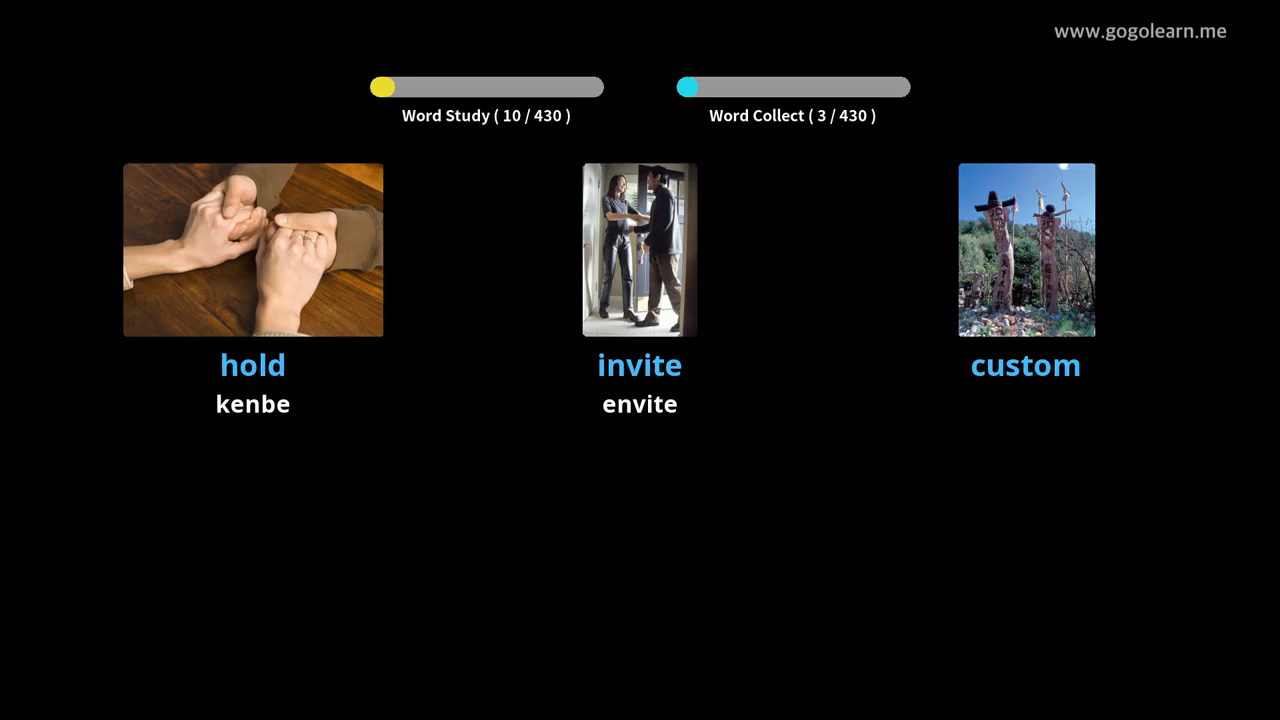 www.gogolearn.me
Word Study ( 10 / 430 )
Word Collect ( 3 / 430 )
hold
invite
custom
kenbe
envite